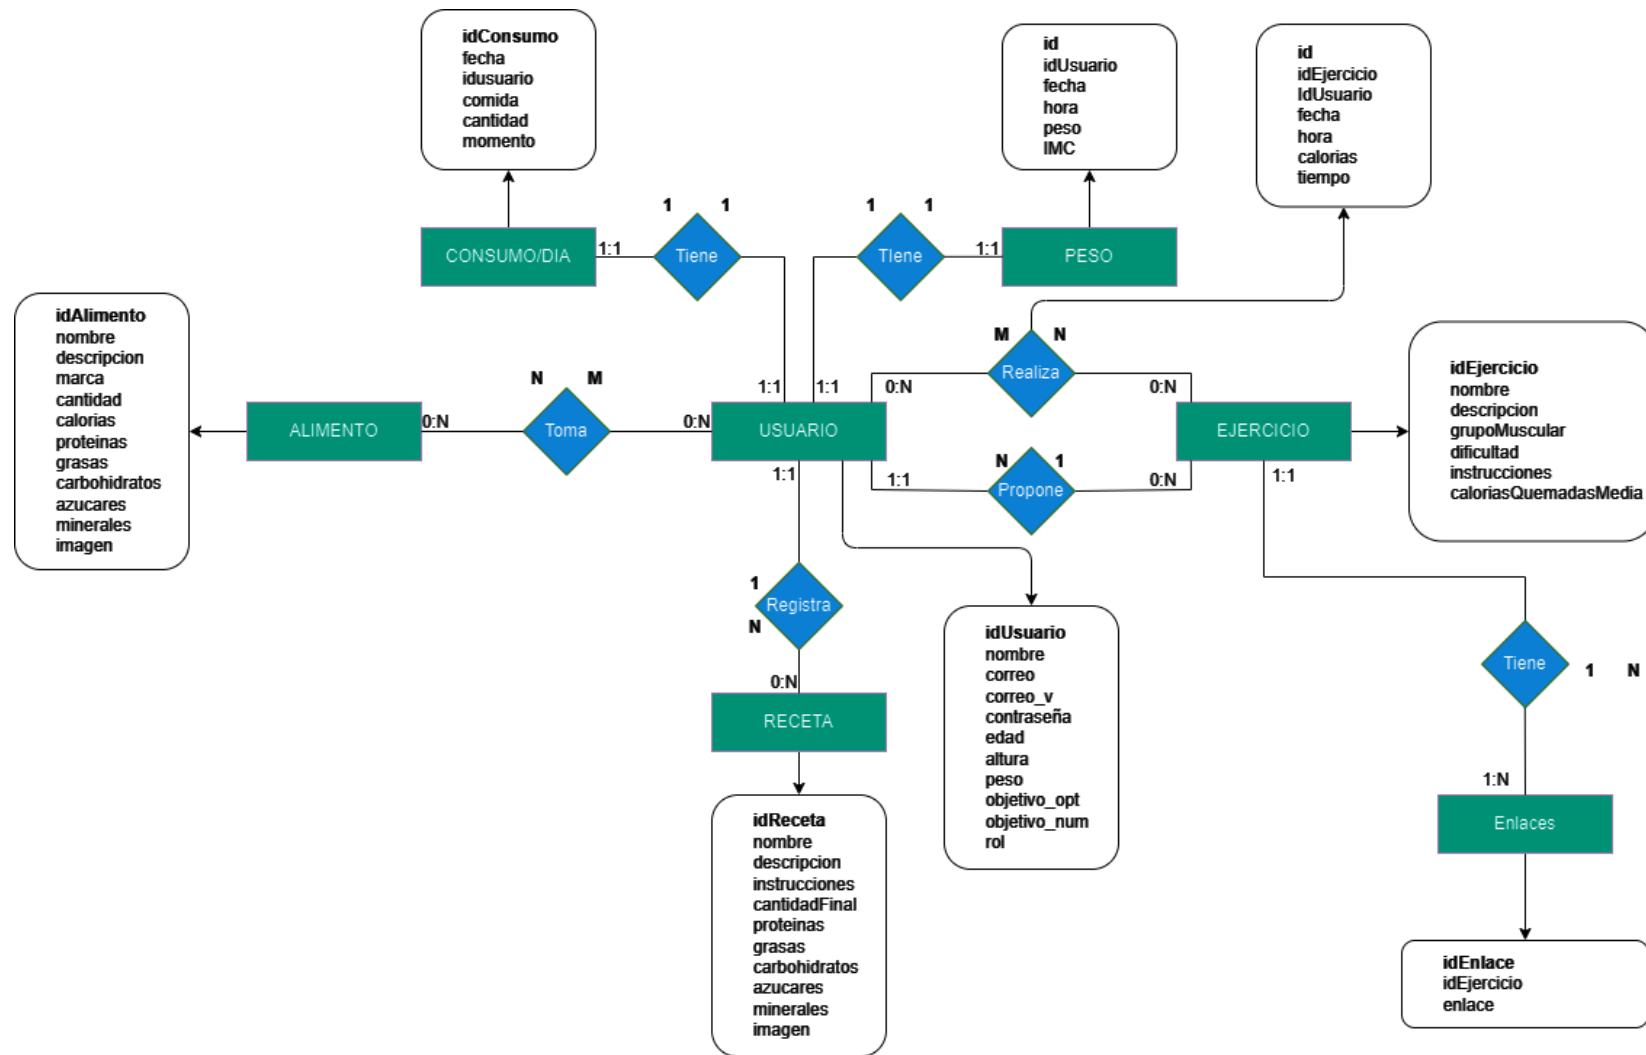 idConsumo
fecha
idusuario
comida
cantidad
momento
id
idUsuario
fecha
hora
peso
IMC
id
idEjercicio
IdUsuario
fecha
hora
calorias
tiempo
1 1
CONSUMO/DIA
1:1
Tiene
1 1
TIene
1:1
PESO
idAlimento
nombre
descripcion
marca
cantidad
calorias
proteinas
grasas
carbohidratos
azucares
minerales
imagen
N M
ALIMENTO
0:N
Toma
0:N
1:1
1:1
USUARIO
1:1
M N
0:N
Realiza
0:N
N 1
1:1
Propone
0:N
EJERCICIO
1:1
idEjercicio
nombre
descripcion
grupoMuscular
dificultad
instrucciones
caloriasQuemadasMedia
1
Registra
N
0:N
RECETA
idUsuario
nombre
correo
correo_v
contraseña
edad
altura
peso
objetivo_opt
objetivo_num
rol
Tiene
1 N
1:N
Enlaces
idReceta
nombre
descripcion
instrucciones
cantidadFinal
proteinas
grasas
carbohidratos
azucares
minerales
imagen
idEnlace
idEjercicio
enlace